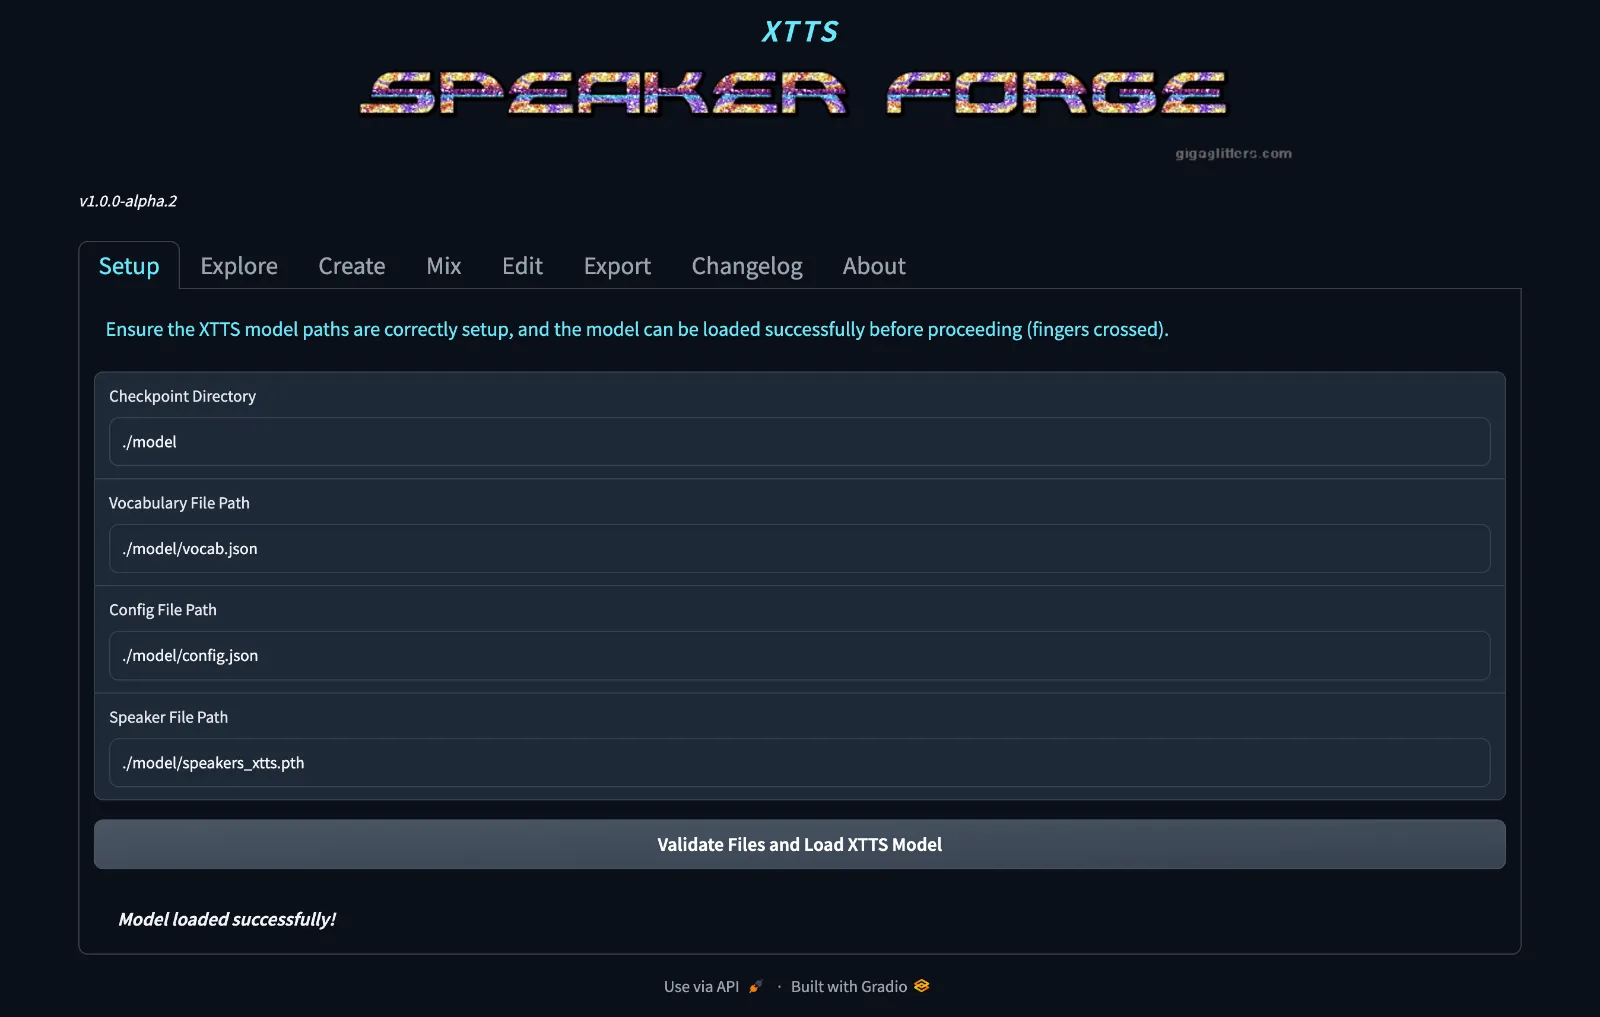 XTTS
SPEAKER FORGE
gigaglitters.com
v1.0.0-alpha.2
Setup Explore Create Mix Edit Export Changelog About
Ensure the XTTS model paths are correctly setup, and the model can be loaded successfully before proceeding (fingers crossed).
Checkpoint Directory
./model
Vocabulary File Path
./model/vocab.json
Config File Path
./model/config.json
Speaker File Path
./model/speakers_xtts.pth
Validate Files and Load XTTS Model
Model loaded successfully!
Use via API · Built with Gradio